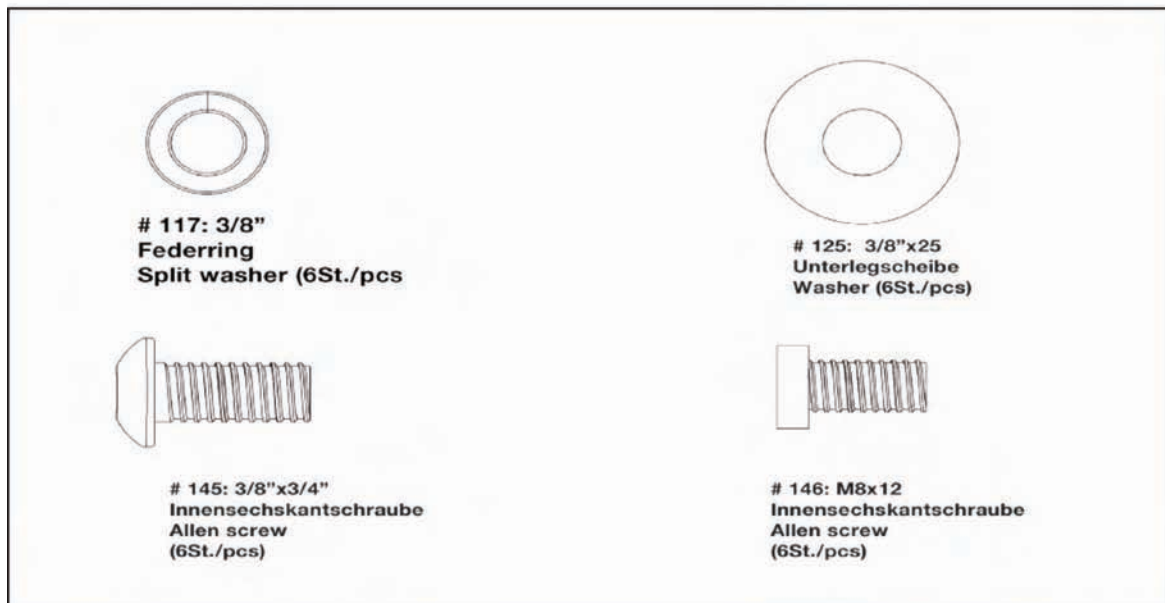 # 117: 3/8”
Federring
Split washer (6St./pcs
# 125: 3/8”x25
Unterlegscheibe
Washer (6St./pcs)
# 145: 3/8”x3/4”
Innensechskantschraube
Allen screw
(6St./pcs)
# 146: M8x12
Innensechskantschraube
Allen screw
(6St./pcs)